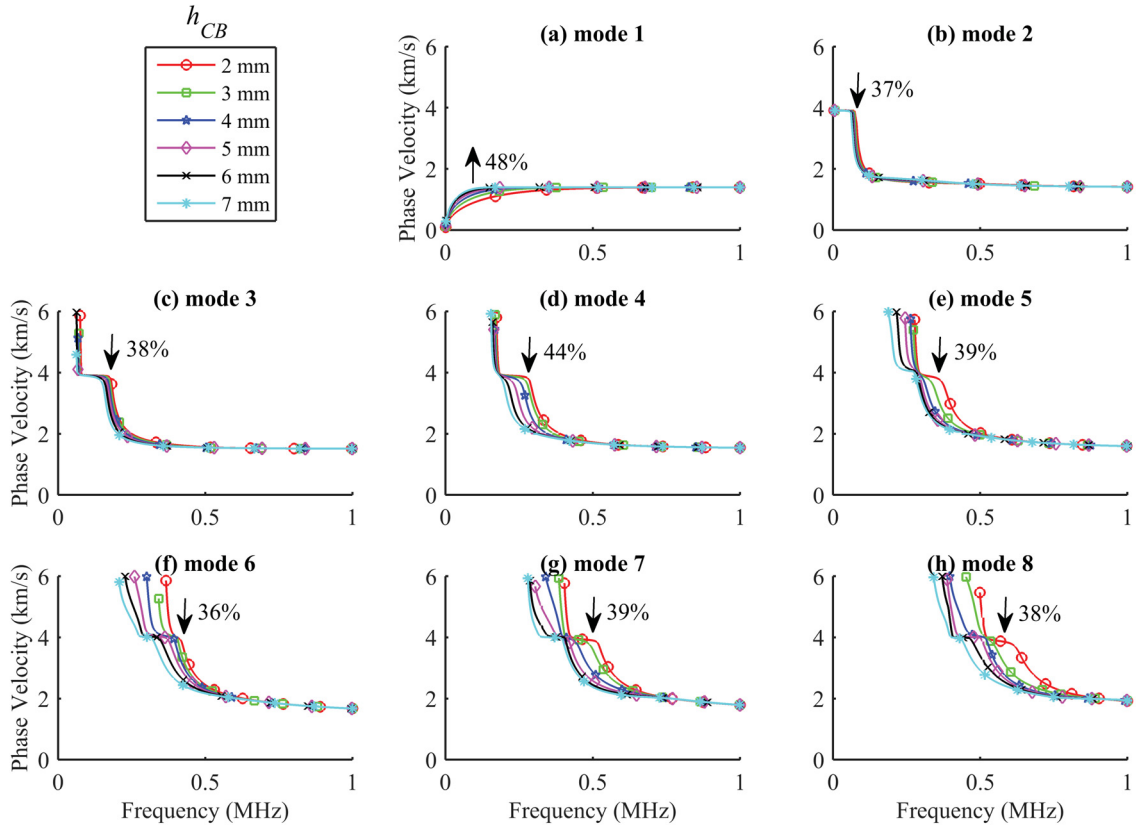 h_CB
2 mm
3 mm
4 mm
5 mm
6 mm
7 mm
(a) mode 1
Phase Velocity (km/s)
6
4
2
0
48%
0 0.5 1
(b) mode 2
6
4
2
0
37%
0 0.5 1
(c) mode 3
Phase Velocity (km/s)
6
4
2
0
38%
0 0.5 1
(d) mode 4
6
4
2
0
44%
0 0.5 1
(e) mode 5
6
4
2
0
39%
0 0.5 1
(f) mode 6
Phase Velocity (km/s)
6
4
2
0
36%
0 0.5 1
Frequency (MHz)
(g) mode 7
6
4
2
0
39%
0 0.5 1
Frequency (MHz)
(h) mode 8
6
4
2
0
38%
0 0.5 1
Frequency (MHz)